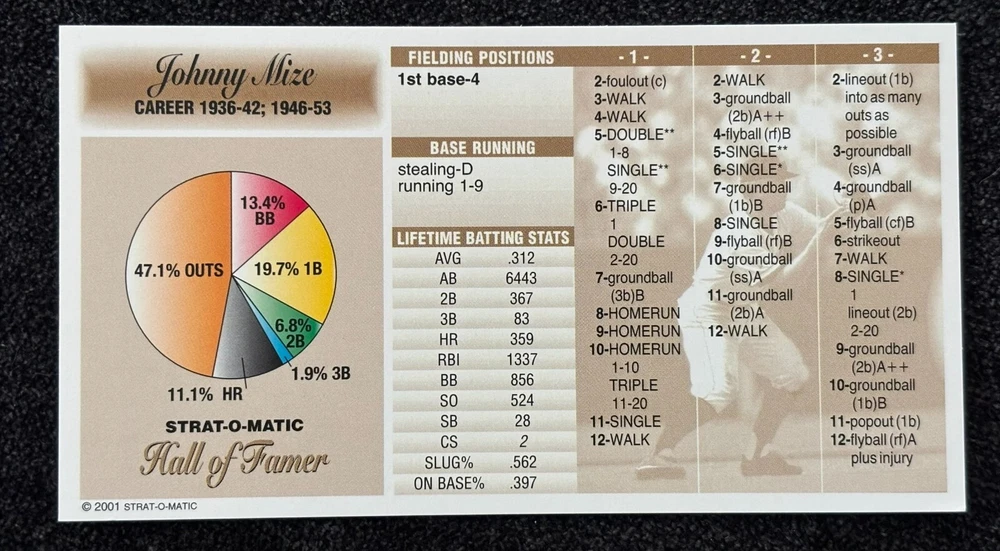 Johnny Mize
CAREER 1936-42; 1946-53
13.4%
BB
47.1% OUTS
19.7% 1B
6.8%
2B
1.9% 3B
11.1% HR
STRAT-O-MATIC
Hall of Famer
© 2001 STRAT-O-MATIC
FIELDING POSITIONS
1st base-4
BASE RUNNING
stealing-D
running 1-9
LIFETIME BATTING STATS
AVG .312
AB 6443
2B 367
3B 83
HR 359
RBI 1337
BB 856
SO 524
SB 28
CS 2
SLUG% .562
ON BASE% .397
- 1 -
2-foulout (c)
3-WALK
4-WALK
5-DOUBLE**
1-8
SINGLE**
9-20
6-TRIPLE
1
DOUBLE
2-20
7-groundball
(3b)B
8-HOMERUN
9-HOMERUN
10-HOMERUN
1-10
TRIPLE
11-20
11-SINGLE
12-WALK
- 2 -
2-WALK
3-groundball
(2b)A++
4-flyball (rf)B
5-SINGLE**
6-SINGLE*
7-groundball
(1b)B
8-SINGLE
9-flyball (rf)B
10-groundball
(ss)A
11-groundball
(2b)A
12-WALK
- 3 -
2-lineout (1b)
into as many
outs as
possible
3-groundball
(ss)A
4-groundball
(p)A
5-flyball (cf)B
6-strikeout
7-WALK
8-SINGLE*
1
lineout (2b)
2-20
9-groundball
(2b)A++
10-groundball
(1b)B
11-popout (1b)
12-flyball (rf)A
plus injury